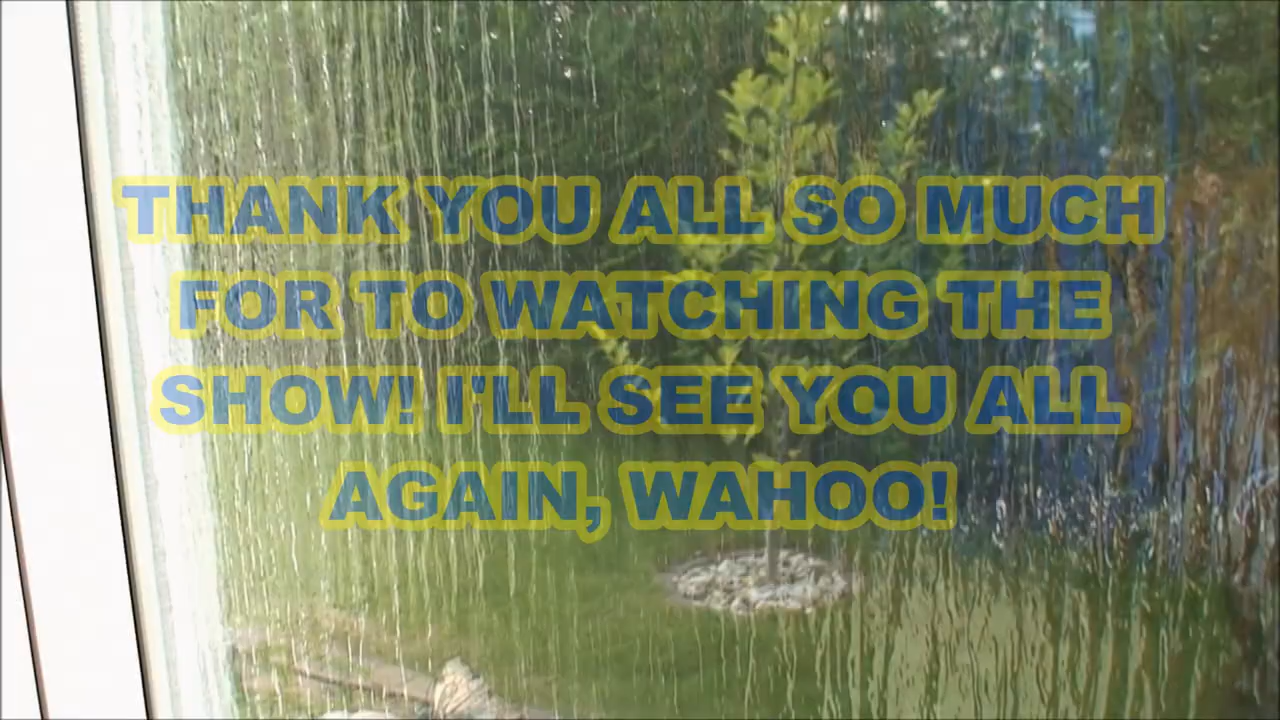 THANK YOU ALL SO MUCH
FOR TO WATCHING THE
SHOW! I'LL SEE YOU ALL
AGAIN, WAHOO!